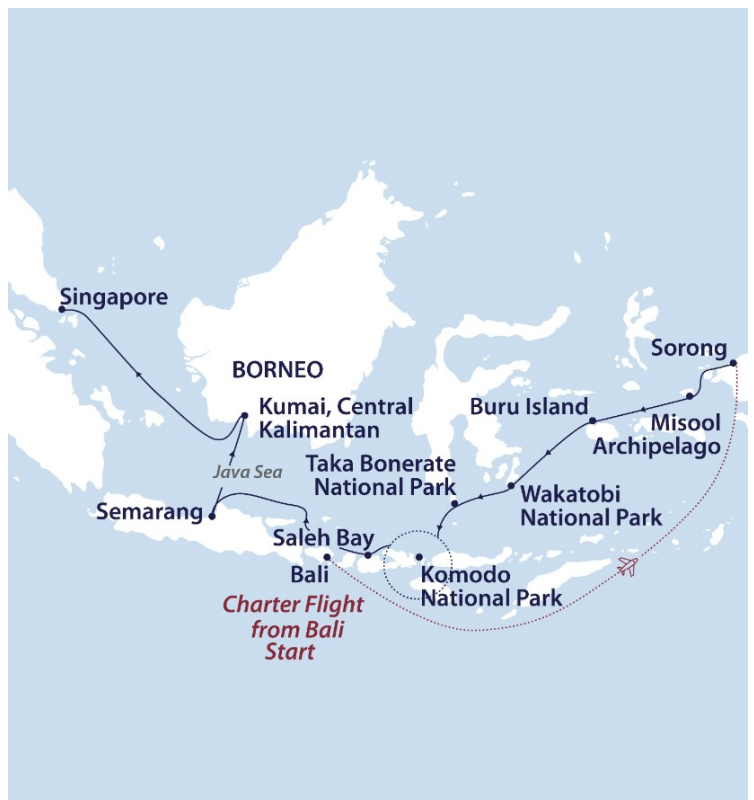 Singapore
BORNEO
Sorong
Kumai, Central
Kalimantan
Buru Island
Misool
Archipelago
Taka Bonerate
National Park
Java Sea
Wakatobi
National Park
Semarang
Saleh Bay
Bali
Komodo
National Park
Charter Flight
from Bali
Start